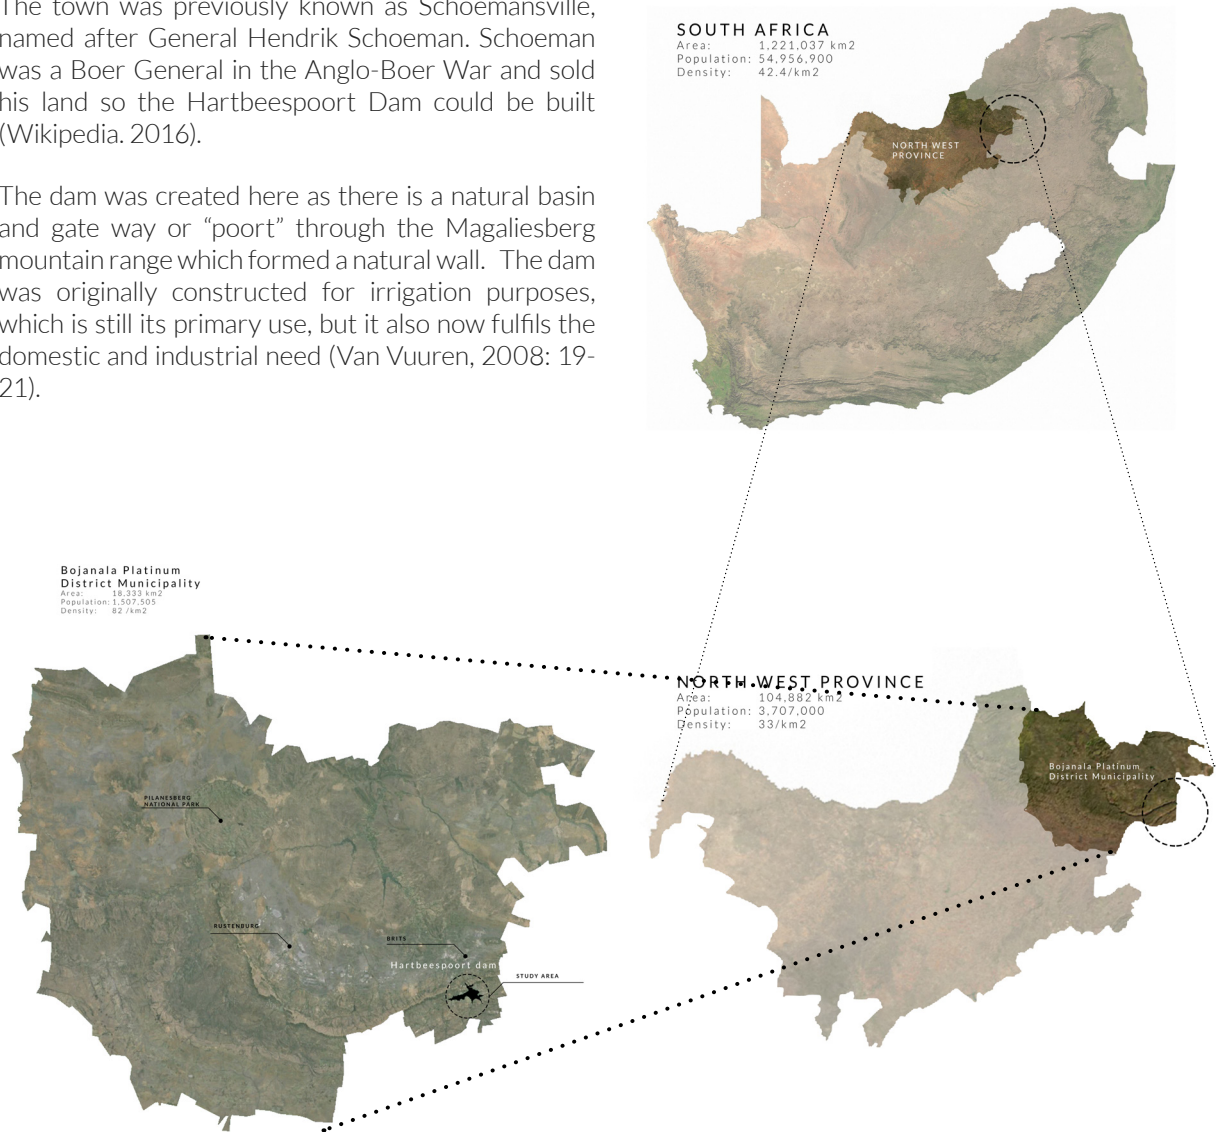 The town was previously known as Schoemansville,
named after General Hendrik Schoeman. Schoeman
was a Boer General in the Anglo-Boer War and sold
his land so the Hartbeespoort Dam could be built
(Wikipedia. 2016).
The dam was created here as there is a natural basin
and gate way or “poort” through the Magaliesberg
mountain range which formed a natural wall. The dam
was originally constructed for irrigation purposes,
which is still its primary use, but it also now fulfils the
domestic and industrial need (Van Vuuren, 2008: 19-
21).
SOUTH AFRICA
Area: 1,221,037 km2
Population: 54,956,900
Density: 42.4/km2
NORTH WEST
PROVINCE
Bojanala Platinum
District Municipality
Area: 18,333 km2
Population: 1,507,505
Density: 82 /km2
PILANESBERG
NATIONAL PARK
RUSTENBURG
BRITS
Hartbeespoort dam
STUDY AREA
NORTH WEST PROVINCE
Area: 104,882 km2
Population: 3,707,000
Density: 33/km2
Bojanala Platinum
District Municipality